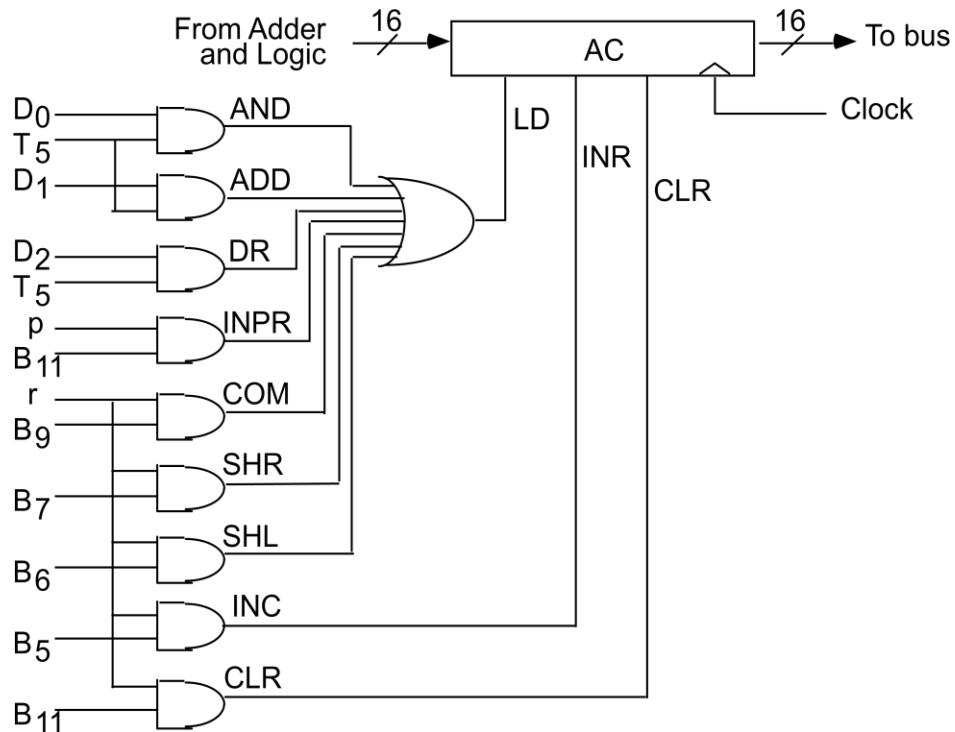 16
16
From Adder
and Logic
AC
To bus
D0
AND
LD
Clock
T5
INR
D1
ADD
CLR
D2
DR
T5
p
INPR
B11
r
COM
B9
SHR
B7
SHL
B6
INC
B5
CLR
B11